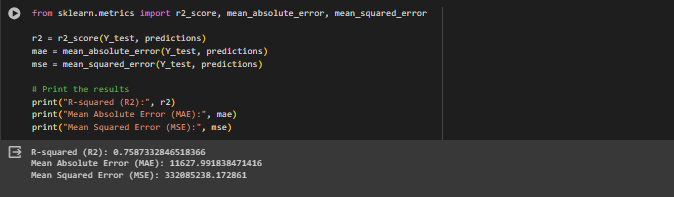 from sklearn.metrics import r2_score, mean_absolute_error, mean_squared_error
r2 = r2_score(Y_test, predictions)
mae = mean_absolute_error(Y_test, predictions)
mse = mean_squared_error(Y_test, predictions)
# Print the results
print("R-squared (R2):", r2)
print("Mean Absolute Error (MAE):", mae)
print("Mean Squared Error (MSE):", mse)
R-squared (R2): 0.7587332846518366
Mean Absolute Error (MAE): 11627.991838471416
Mean Squared Error (MSE): 332085238.172861